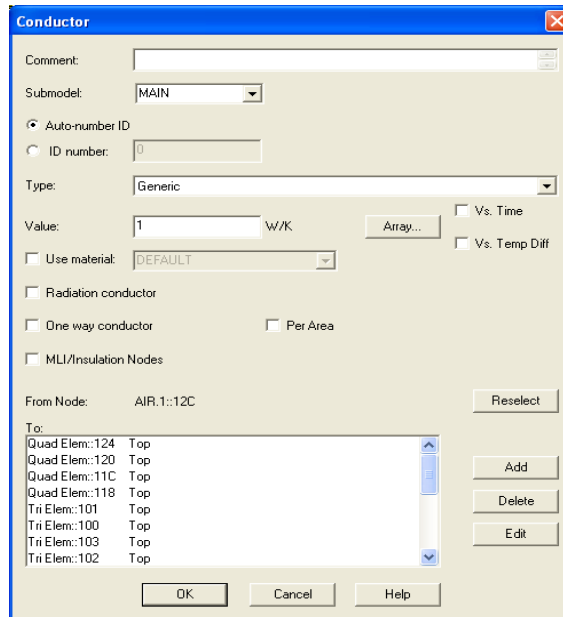 Conductor
Comment:
Submodel: MAIN
Auto-number ID
ID number: 0
Type: Generic
Vs. Time
Value: 1 W/K Array...
Vs. Temp Diff
Use material: DEFAULT
Radiation conductor
One way conductor Per Area
MLI/Insulation Nodes
From Node: AIR.1::12C Reselect
To:
Quad Elem::124 Top
Quad Elem::120 Top
Quad Elem::11C Top
Quad Elem::118 Top
Tri Elem::101 Top
Tri Elem::100 Top
Tri Elem::103 Top
Tri Elem::102 Top
Add
Delete
Edit
OK Cancel Help